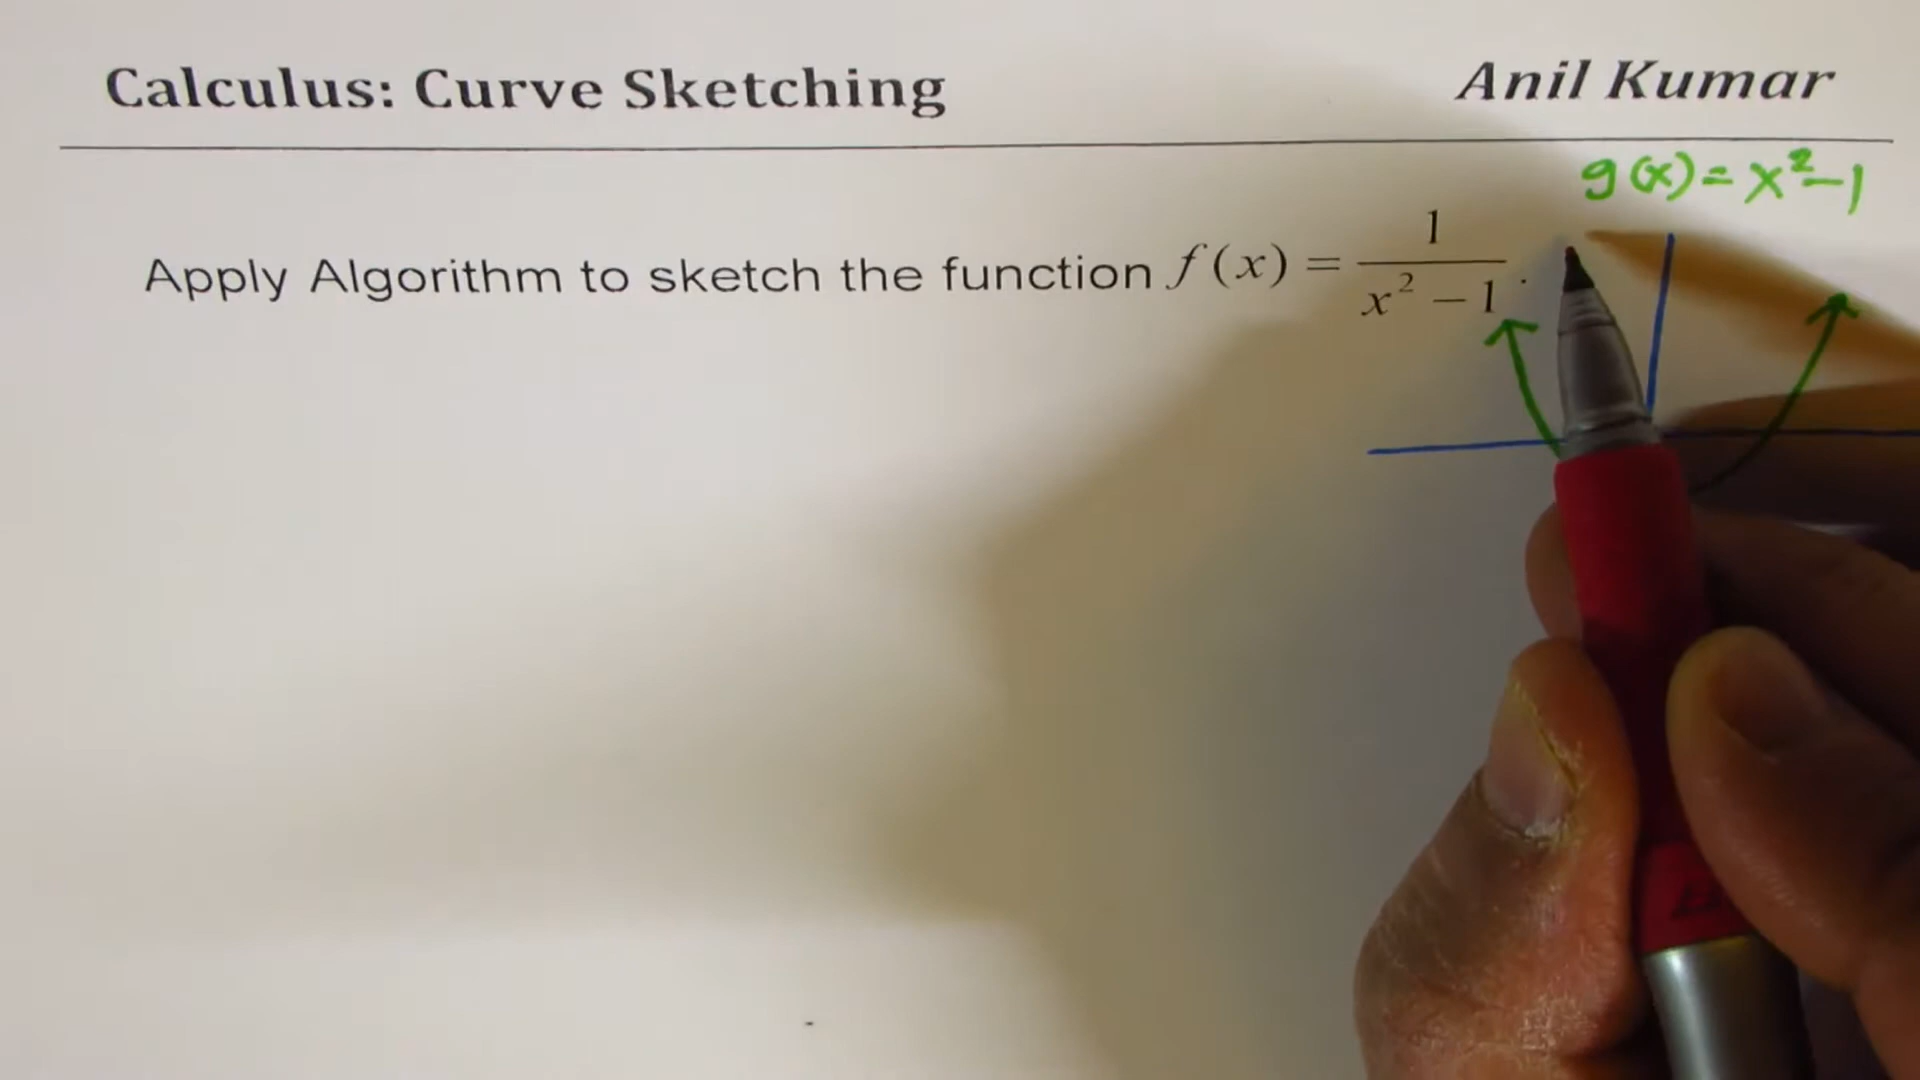 Calculus: Curve Sketching
Anil Kumar
g(x) = x²-1
Apply Algorithm to sketch the function f(x) = 1/(x² − 1).